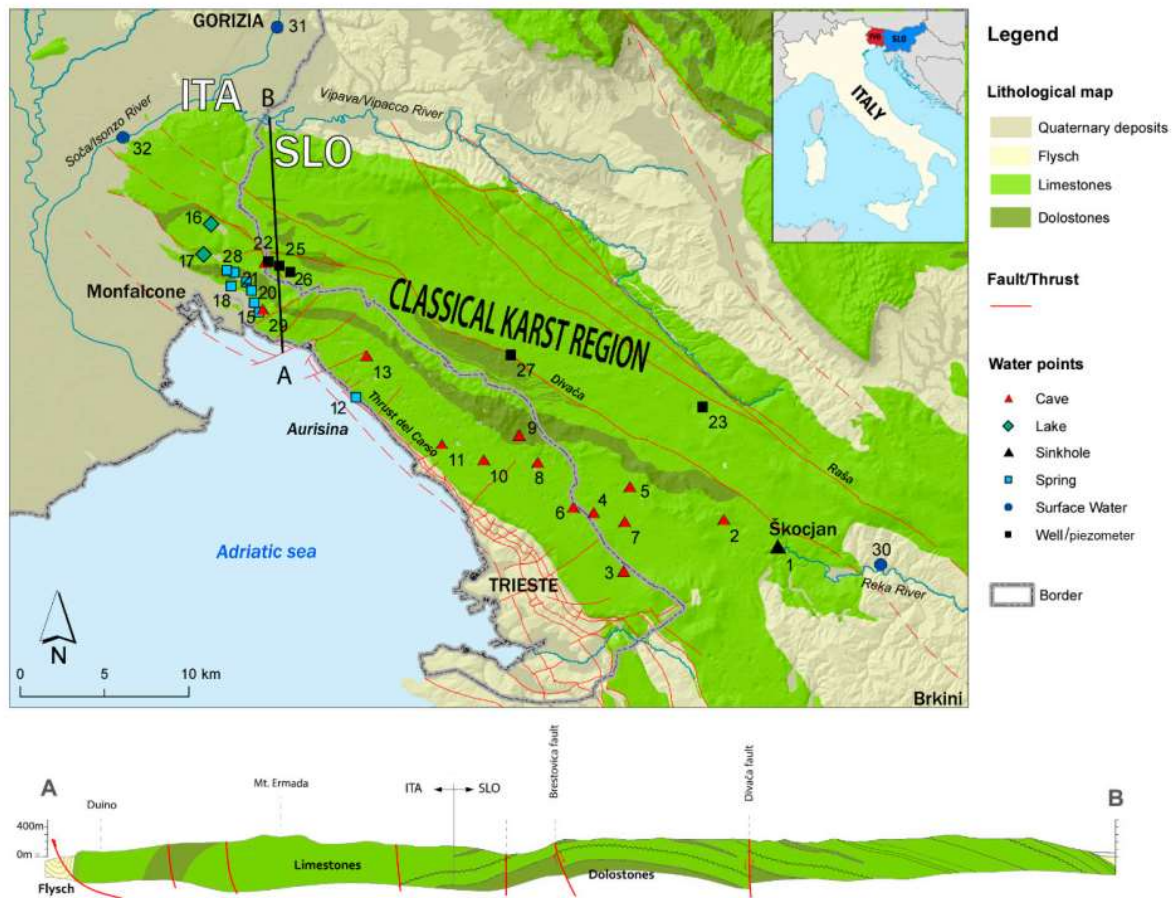 GORIZIA
31
ITA
B
Vipava/Vipacco River
SLO
Soča/Isonzo River
32
16
17
22
25
28
26
21
18
20
Monfalcone
15
29
A
CLASSICAL KARST REGION
13
27
Divača
12
23
Thrust del Carso
Aurisina
9
11
10
8
Raša
5
6
4
7
2
Škocjan
1
30
3
Reka River
Adriatic sea
TRIESTE
N
0 5 10 km
Brkini
FVG
SLO
ITALY
Legend
Lithological map
Quaternary deposits
Flysch
Limestones
Dolostones
Fault/Thrust
Water points
Cave
Lake
Sinkhole
Spring
Surface Water
Well/piezometer
Border
A
Duino
Mt. Ermada
ITA
SLO
Brestovica fault
Divača fault
B
400m
0m
Flysch
Limestones
Dolostones